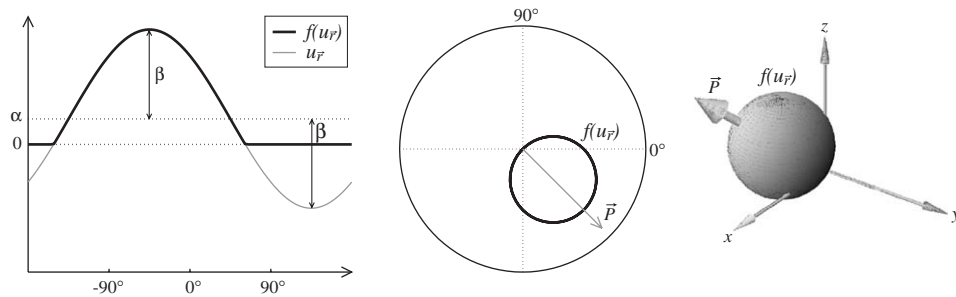 f(u_r⃗)
u_r⃗
β
α
0
β
-90°
0°
90°
90°
f(u_r⃗)
0°
P⃗
z
P⃗
f(u_r⃗)
x
y